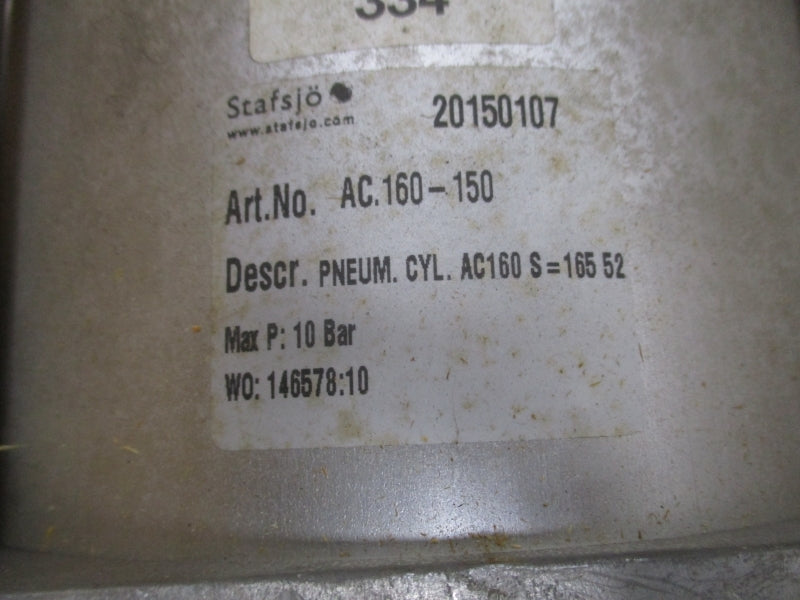 334
Stafsjö 20150107
www.stafsjo.com
Art.No. AC.160-150
Descr. PNEUM. CYL. AC160 S=165 52
Max P: 10 Bar
WO: 146578:10